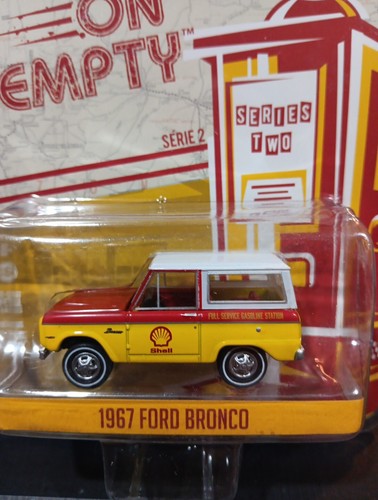 ON
EMPTY™
SÉRIE 2
SERIES
TWO
FULL SERVICE GASOLINE STATION
Shell
1967 FORD BRONCO